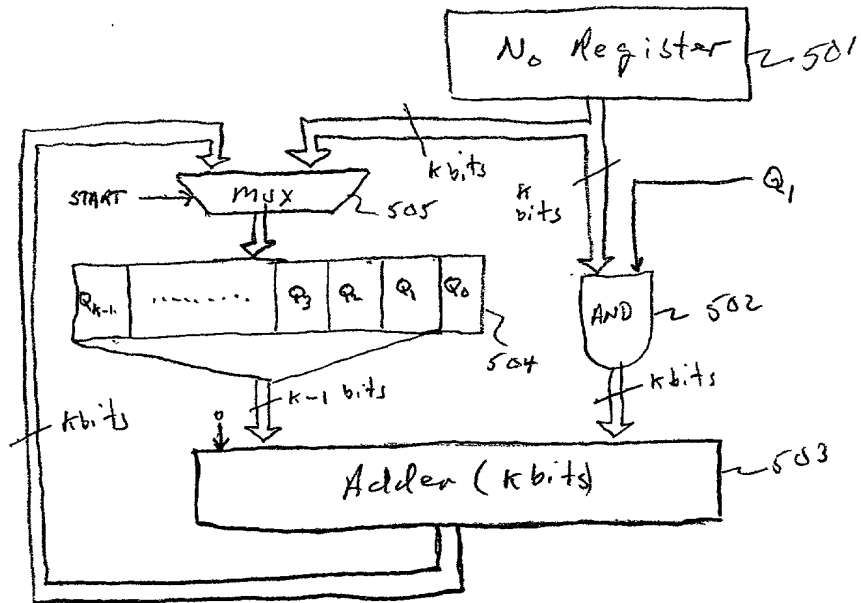 N₀ Register
501
K bits
K
bits
START
mux
505
Q₁
Qₖ₋₁ ......... Q₃ Q₂ Q₁ Q₀
504
AND
502
K-1 bits
K bits
K bits
0
Adder (K bits)
503